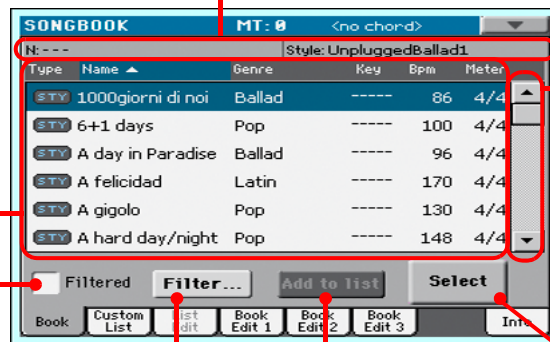 SONGBOOK MT: 0 <no chord>
N: --- Style: UnpluggedBallad1
Type Name Genre Key Bpm Meter
STY 1000giorni di noi Ballad ----- 86 4/4
STY 6+1 days Pop ----- 100 4/4
STY A day in Paradise Ballad ----- 96 4/4
STY A felicidad Latin ----- 170 4/4
STY A gigolo Pop ----- 130 4/4
STY A hard day/night Pop ----- 148 4/4
Filtered Filter... Add to list Select
Book Custom List List Edit Book Edit 1 Book Edit 2 Book Edit 3 Info